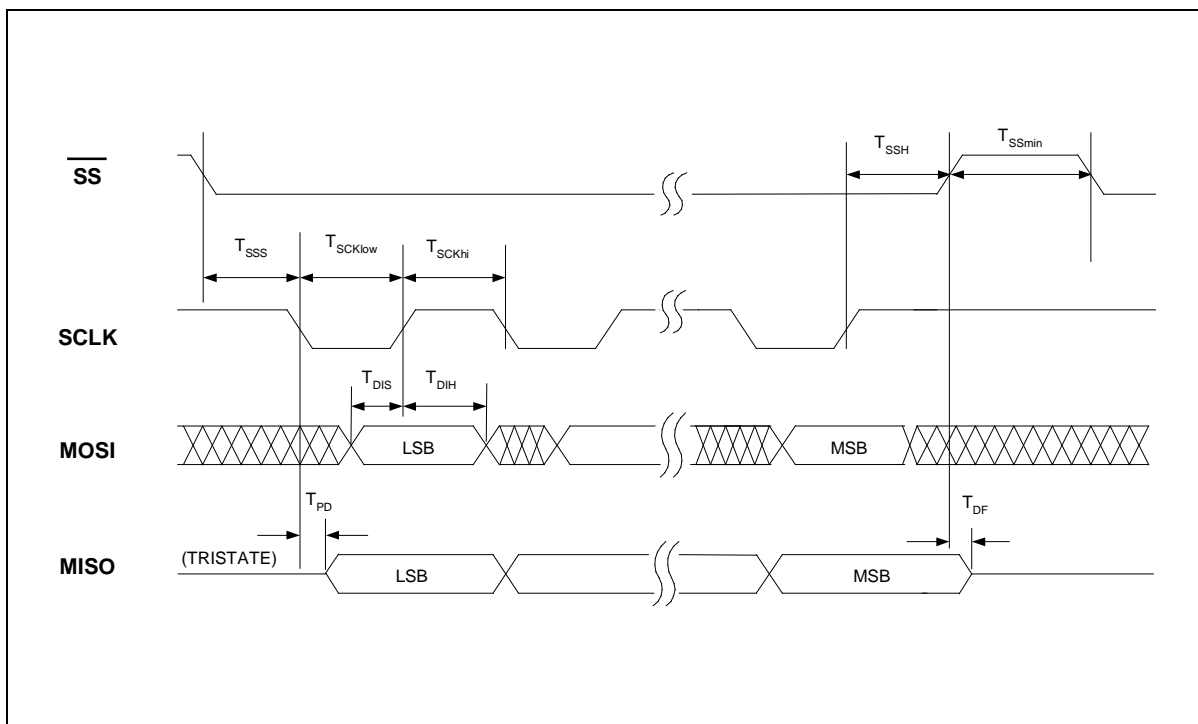 T_SSH
T_SSmin
SS
T_SSS
T_SCKlow
T_SCKhi
SCLK
T_DIS
T_DIH
MOSI
LSB
MSB
T_PD
T_DF
(TRISTATE)
MISO
LSB
MSB